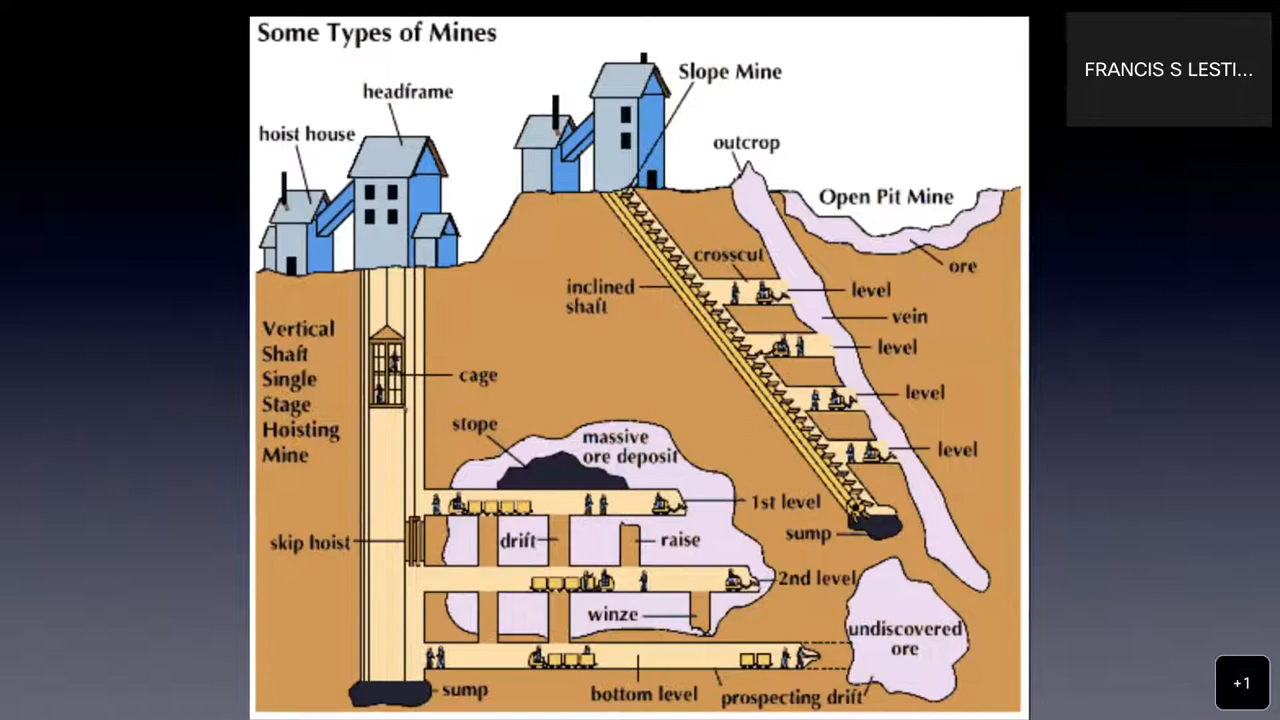 Some Types of Mines
FRANCIS S LESTI...
Slope Mine
headframe
hoist house
outcrop
Open Pit Mine
crosscut
ore
inclined
shaft
level
vein
level
level
level
Vertical
Shaft
Single
Stage
Hoisting
Mine
cage
stope
massive
ore deposit
1st level
sump
skip hoist
drift
raise
2nd level
winze
undiscovered
ore
sump
bottom level
prospecting drift
+1